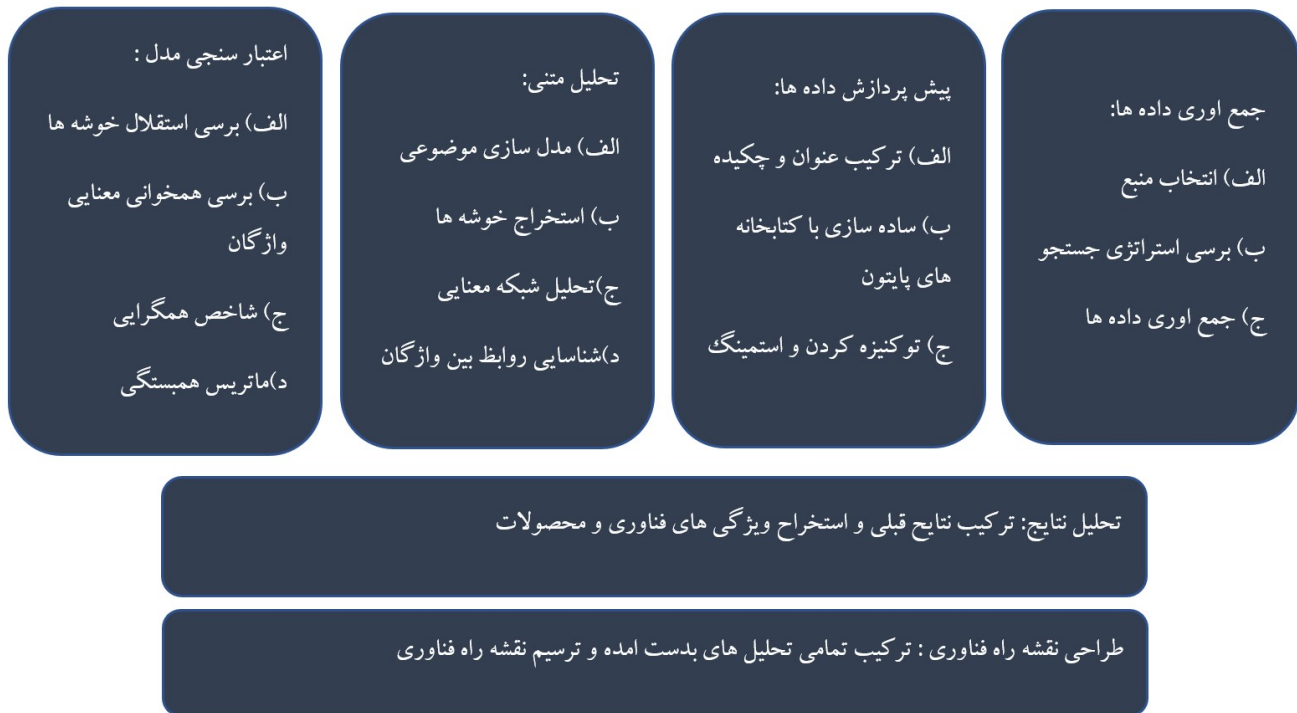 جمع اوری داده ها:
الف) انتخاب منبع
ب) برسی استراتژی جستجو
ج) جمع اوری داده ها
پیش پردازش داده ها:
الف) ترکیب عنوان و چکیده
ب) ساده سازی با کتابخانه
های پایتون
ج) توکنیزه کردن و استمینگ
تحلیل متنی:
الف) مدل سازی موضوعی
ب) استخراج خوشه ها
ج)تحلیل شبکه معنایی
د)شناسایی روابظ بین واژگان
اعتبار سنجی مدل :
الف) برسی استقلال خوشه ها
ب) برسی همخوانی معنایی
واژگان
ج) شاخص همگرایی
د)ماتریس همبستگی
تحلیل نتایج: ترکیب نتایح قبلی و استخراح ویژگی های فناوری و محصولات
طراحی نقشه راه فناوری : ترکیب تمامی تحلیل های بدست امده و ترسیم نقشه راه فناوری